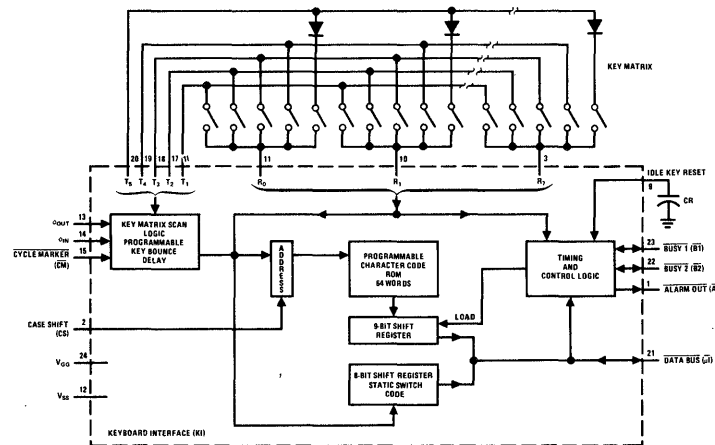 KEY MATRIX
20 19 18 17 11
11
10
3
T5 T4 T3 T2 T1
R0
R1
R7
IDLE KEY RESET
9
CR
13
øOUT
14
øIN
15
CYCLE MARKER
(CM)
KEY MATRIX SCAN
LOGIC
PROGRAMMABLE
KEY BOUNCE
DELAY
ADDRESS
PROGRAMMABLE
CHARACTER CODE
ROM
64 WORDS
TIMING
AND
CONTROL LOGIC
23
BUSY 1 (B1)
22
BUSY 2 (B2)
1
ALARM OUT (A
LOAD
CASE SHIFT
(CS)
2
9-BIT SHIFT
REGISTER
21
DATA BUS (µI)
24
VGG
8-BIT SHIFT REGISTER
STATIC SWITCH
CODE
12
VSS
KEYBOARD INTERFACE (KI)